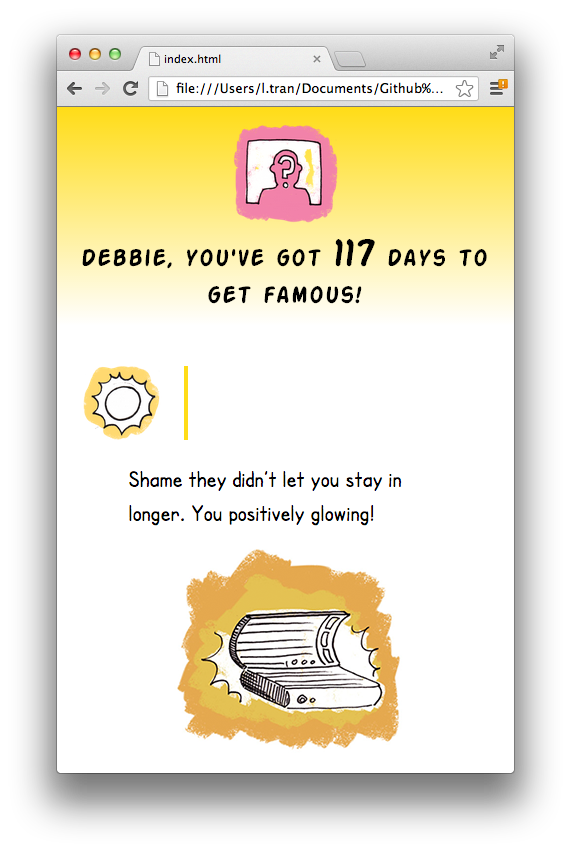 index.html
file:///Users/l.tran/Documents/Github%...
?
DEBBIE, YOU'VE GOT 117 DAYS TO
GET FAMOUS!
Shame they didn't let you stay in
longer. You positively glowing!